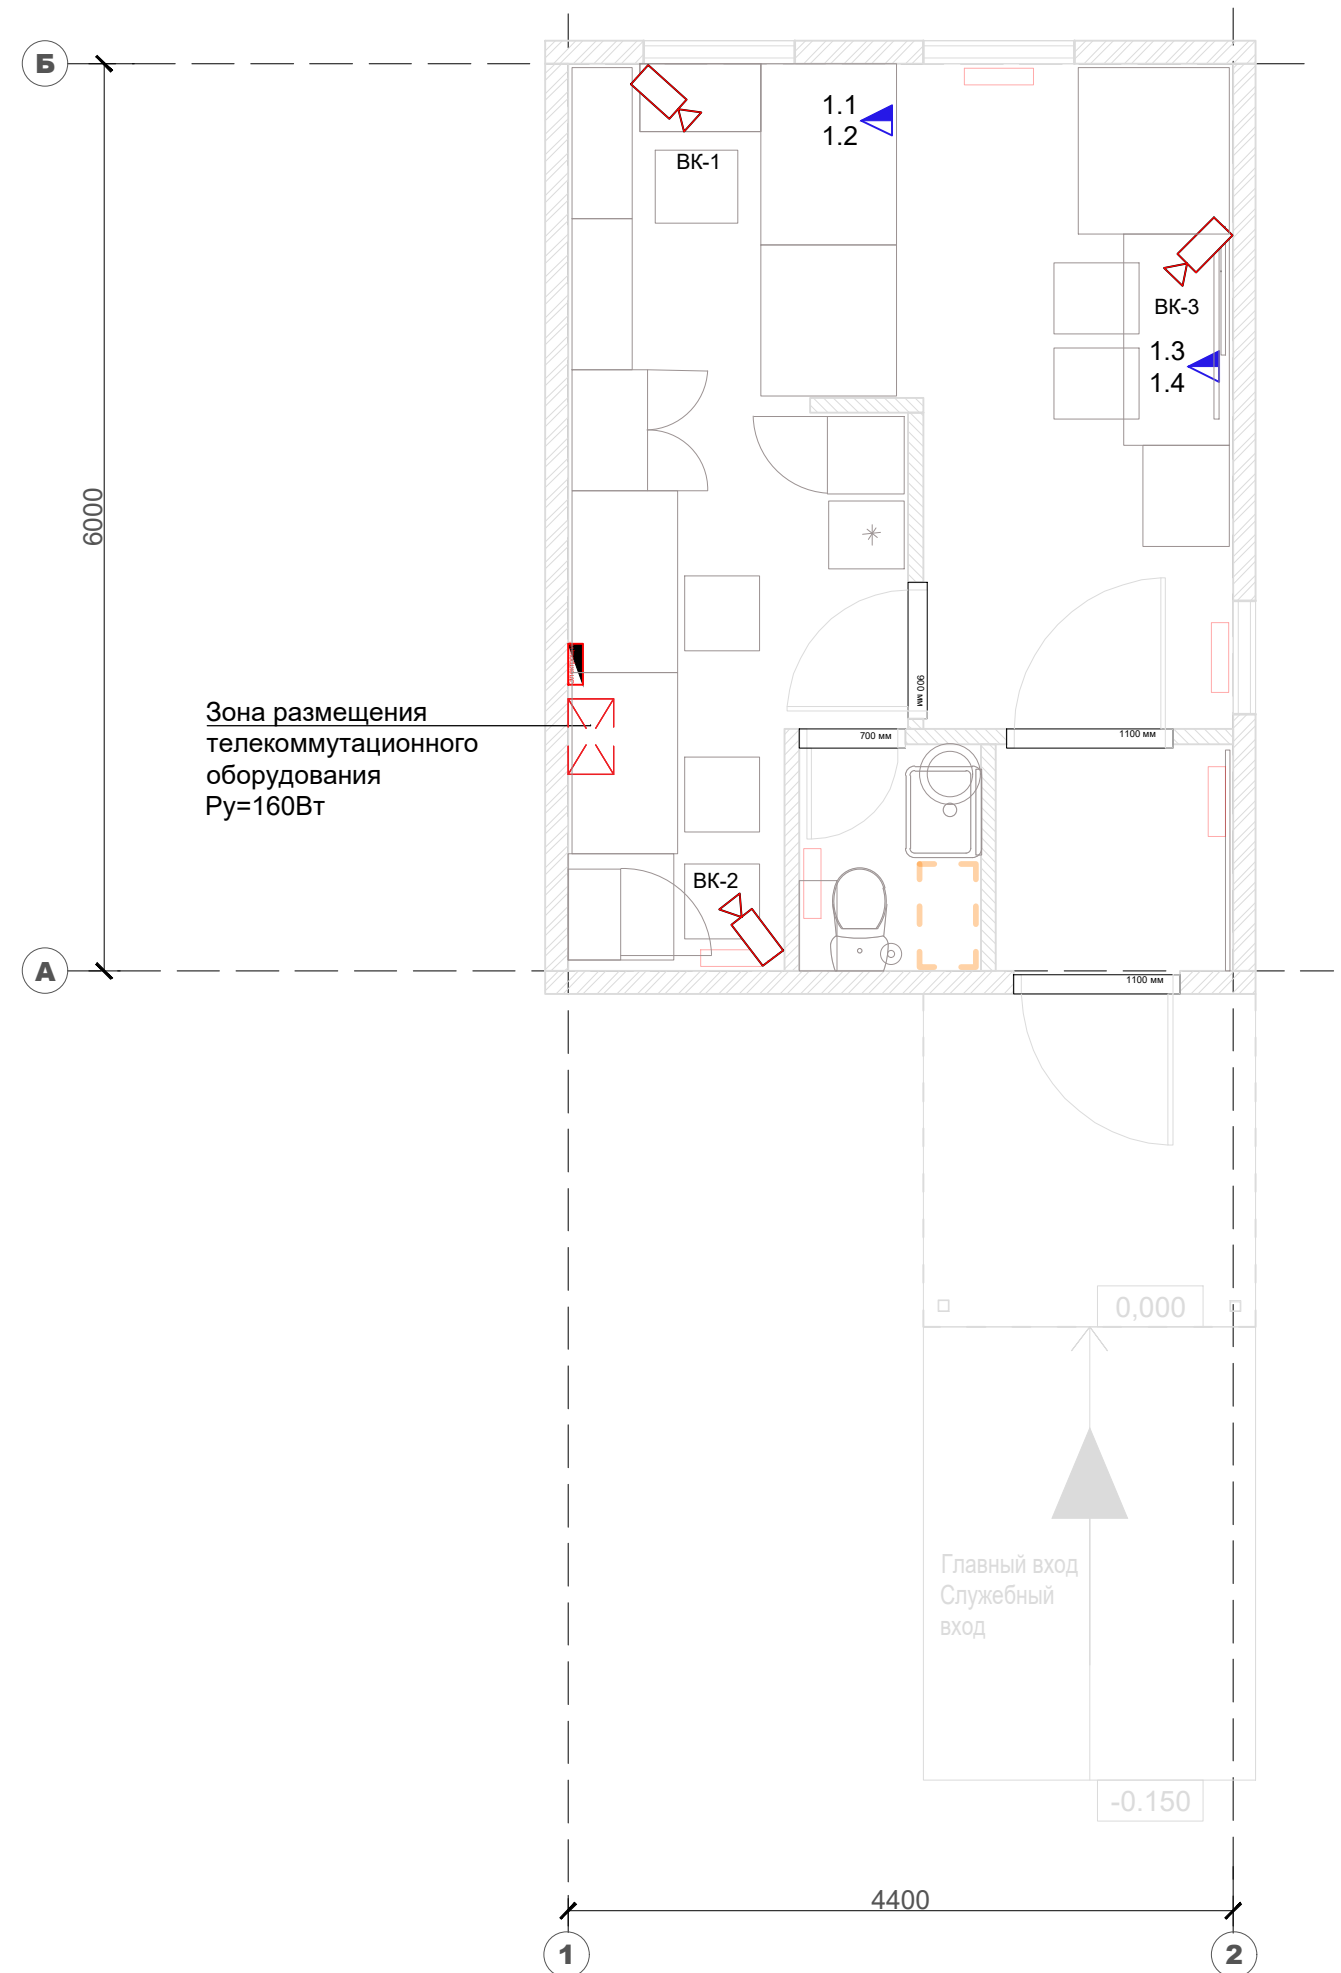 Б
1.1
1.2
ВК-1
ВК-3
1.3
1.4
6000
900 мм
Зона размещения
телекоммутационного
оборудования
Ру=160Вт
700 мм
1100 мм
ВК-2
А
1100 мм
0,000
Главный вход
Служебный
вход
-0.150
4400
1
2